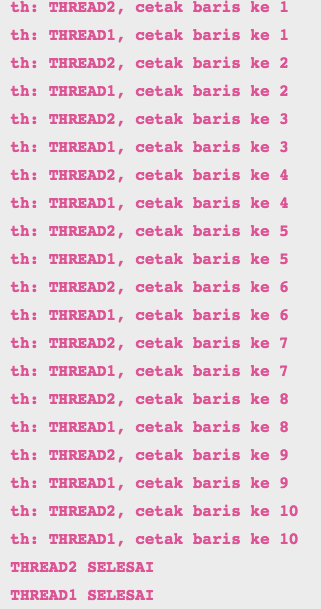 th: THREAD2, cetak baris ke 1
th: THREAD1, cetak baris ke 1
th: THREAD2, cetak baris ke 2
th: THREAD1, cetak baris ke 2
th: THREAD2, cetak baris ke 3
th: THREAD1, cetak baris ke 3
th: THREAD2, cetak baris ke 4
th: THREAD1, cetak baris ke 4
th: THREAD2, cetak baris ke 5
th: THREAD1, cetak baris ke 5
th: THREAD2, cetak baris ke 6
th: THREAD1, cetak baris ke 6
th: THREAD2, cetak baris ke 7
th: THREAD1, cetak baris ke 7
th: THREAD2, cetak baris ke 8
th: THREAD1, cetak baris ke 8
th: THREAD2, cetak baris ke 9
th: THREAD1, cetak baris ke 9
th: THREAD2, cetak baris ke 10
th: THREAD1, cetak baris ke 10
THREAD2 SELESAI
THREAD1 SELESAI